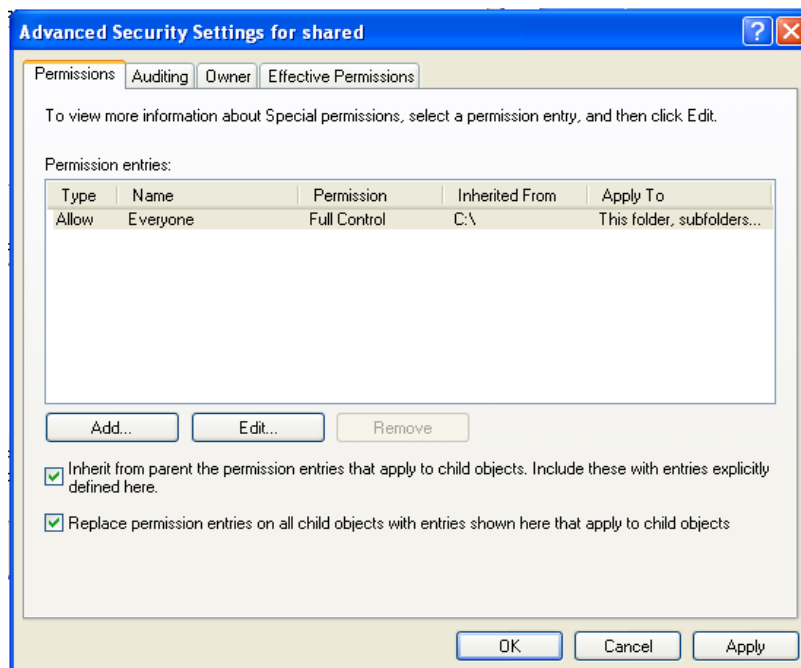 Advanced Security Settings for shared
Permissions Auditing Owner Effective Permissions
To view more information about Special permissions, select a permission entry, and then click Edit.
Permission entries:
Type Name Permission Inherited From Apply To
Allow Everyone Full Control C:\ This folder, subfolders...
Add... Edit... Remove
Inherit from parent the permission entries that apply to child objects. Include these with entries explicitly
defined here.
Replace permission entries on all child objects with entries shown here that apply to child objects
OK Cancel Apply